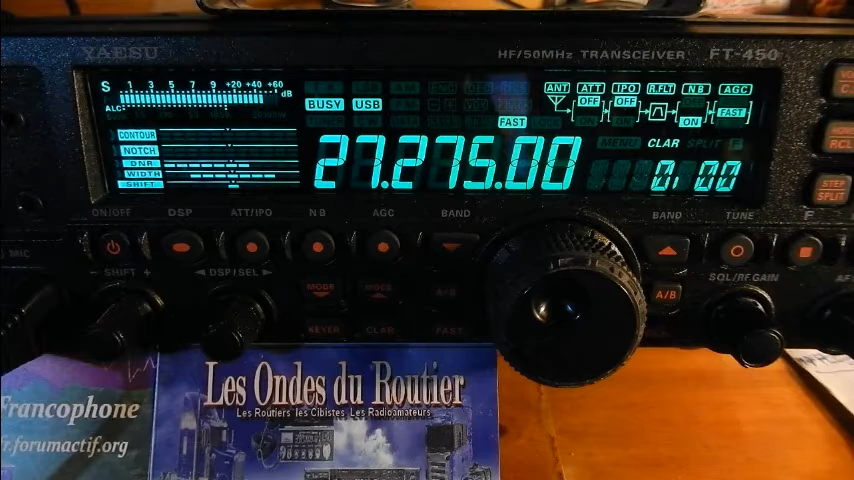 YAESU
HF/50MHz TRANSCEIVER FT-450
S 1 3 5 7 9 +20 +40 +60 dB
ALC
BUSY USB
FAST
ANT ATT IPO R.FLT NB AGC
OFF OFF
ON FAST
CONTOUR
NOTCH
DNR
WIDTH
SHIFT
27.275.00
MENU CLAR SPLIT F
0.00
ON/OFF DSP ATT/IPO NB AGC BAND
BAND TUNE F
MIC
RCL
STEP
SPLIT
- SHIFT +
◄ DSP/SEL ►
MODE MODE A/B
A/B
SQL/RF GAIN
AF
KEYER CLAR FAST
Francophone
r.forumactif.org
Les Ondes du Routier
Les Routiers les Cibistes Les Radioamateurs